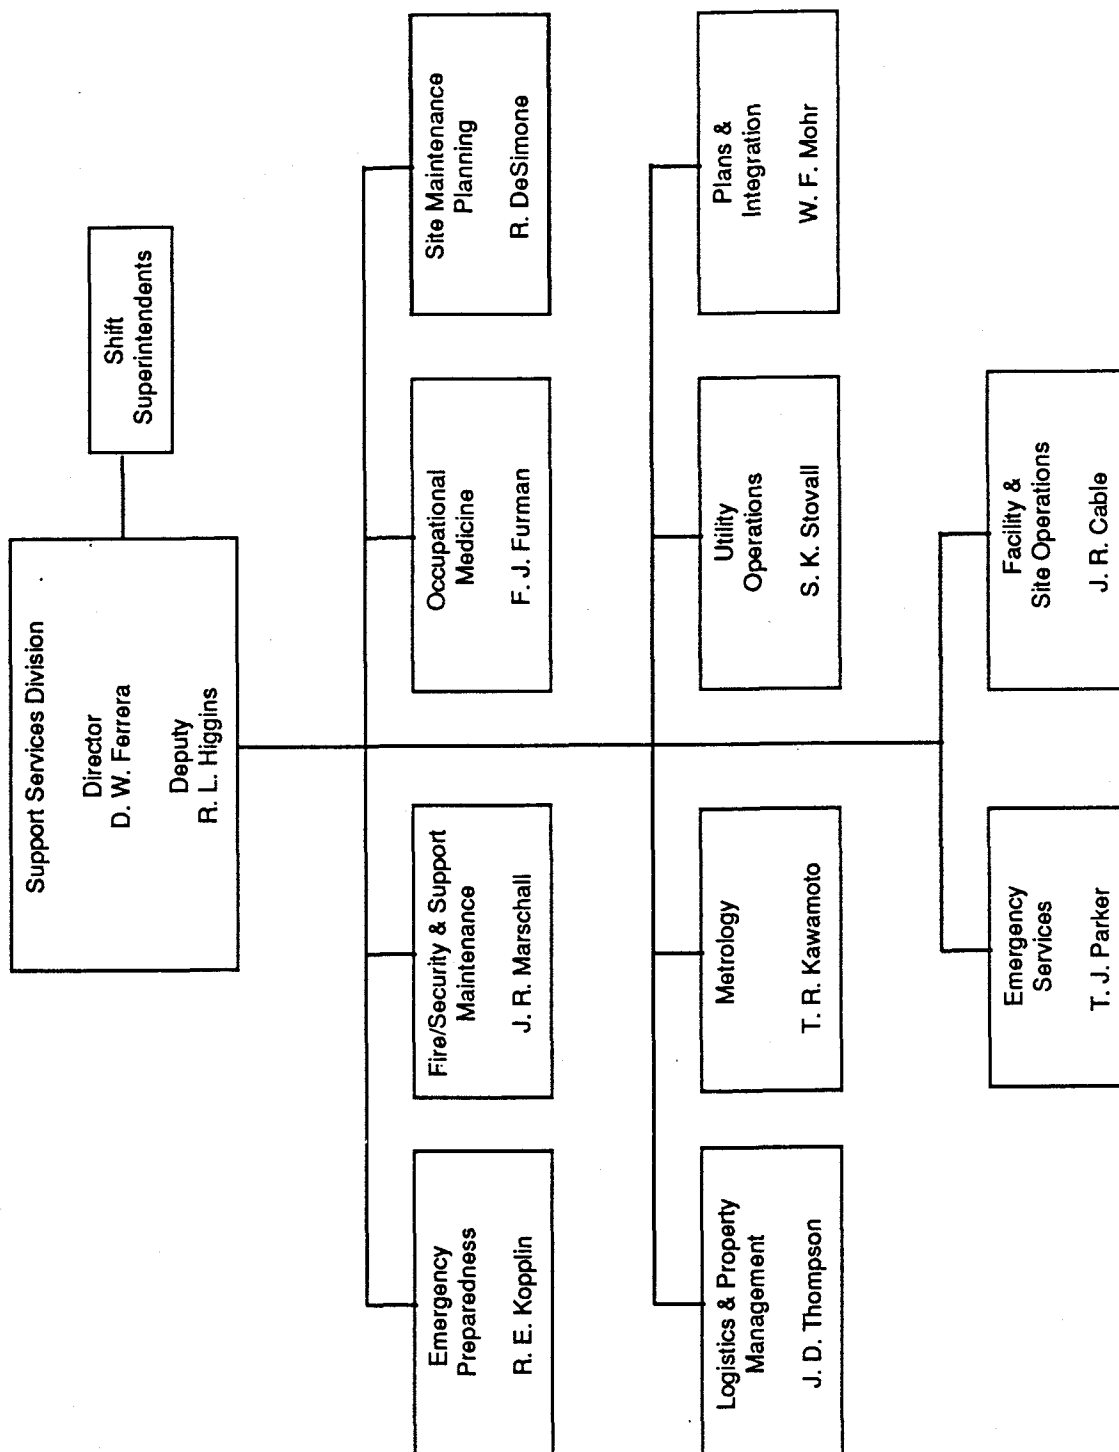 Support Services Division
Director
D. W. Ferrera
Deputy
R. L. Higgins
Shift
Superintendents
Emergency
Preparedness
R. E. Kopplin
Fire/Security & Support
Maintenance
J. R. Marschall
Occupational
Medicine
F. J. Furman
Site Maintenance
Planning
R. DeSimone
Logistics & Property
Management
J. D. Thompson
Metrology
T. R. Kawamoto
Utility
Operations
S. K. Stovall
Plans &
Integration
W. F. Mohr
Emergency
Services
T. J. Parker
Facility &
Site Operations
J. R. Cable